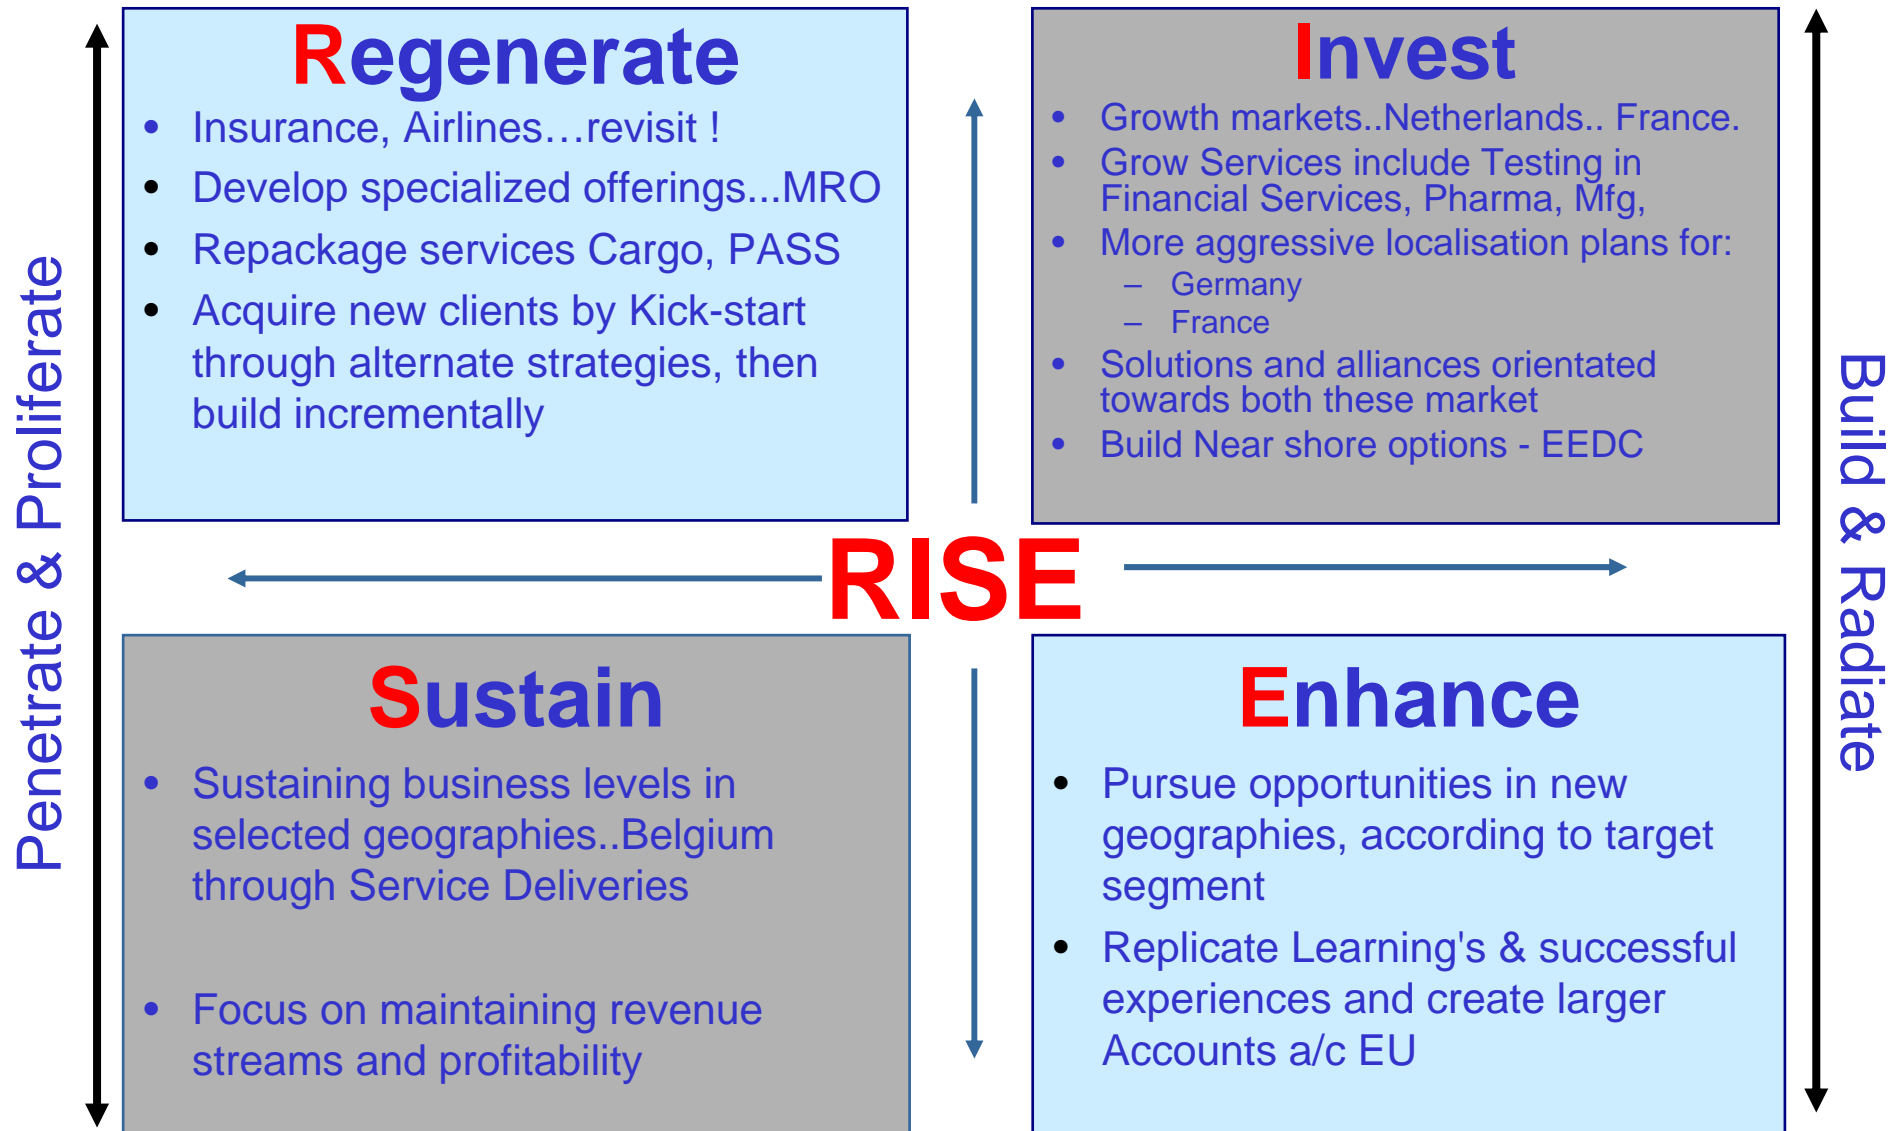 Penetrate & Proliferate
Regenerate
• Insurance, Airlines…revisit !
• Develop specialized offerings...MRO
• Repackage services Cargo, PASS
• Acquire new clients by Kick-start
through alternate strategies, then
build incrementally
Invest
• Growth markets..Netherlands.. France.
• Grow Services include Testing in
Financial Services, Pharma, Mfg,
• More aggressive localisation plans for:
– Germany
– France
• Solutions and alliances orientated
towards both these market
• Build Near shore options - EEDC
RISE
Sustain
• Sustaining business levels in
selected geographies..Belgium
through Service Deliveries
• Focus on maintaining revenue
streams and profitability
Enhance
• Pursue opportunities in new
geographies, according to target
segment
• Replicate Learning's & successful
experiences and create larger
Accounts a/c EU
Build & Radiate